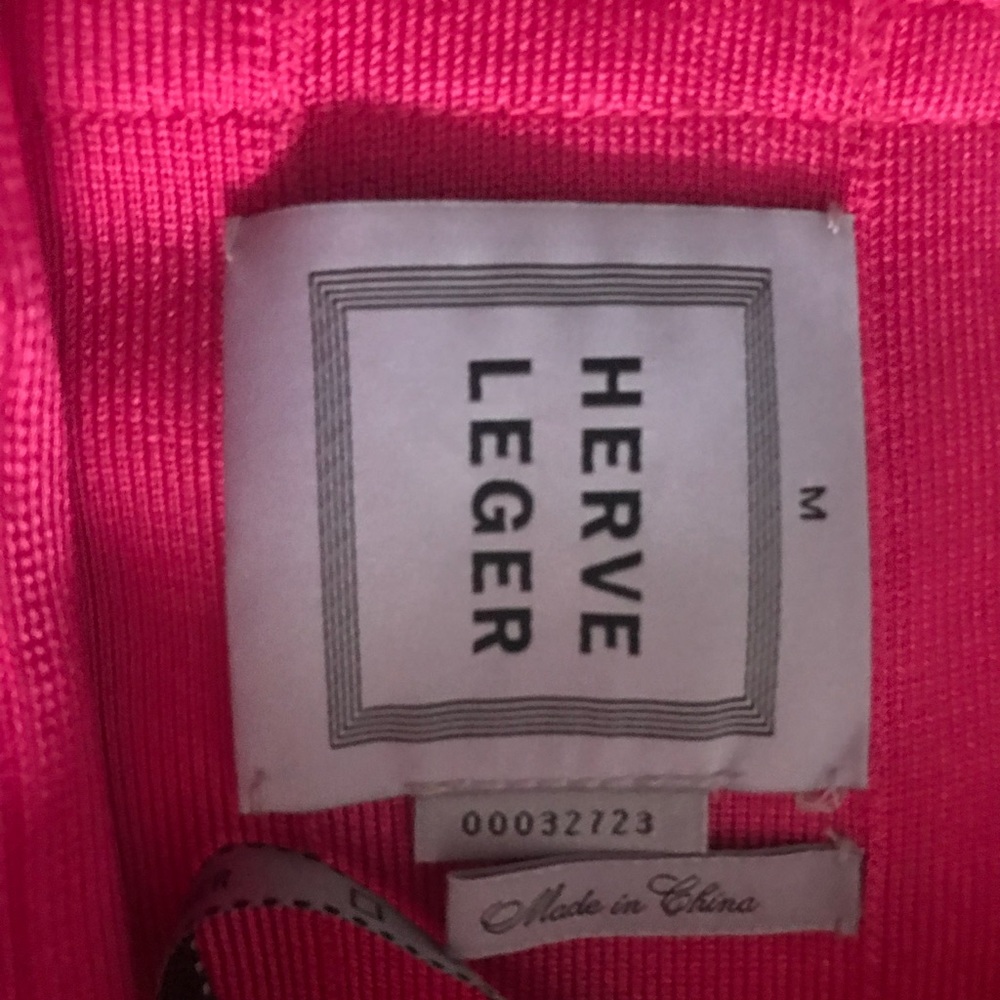 M
HERVE
LEGER
00032723
Made in China